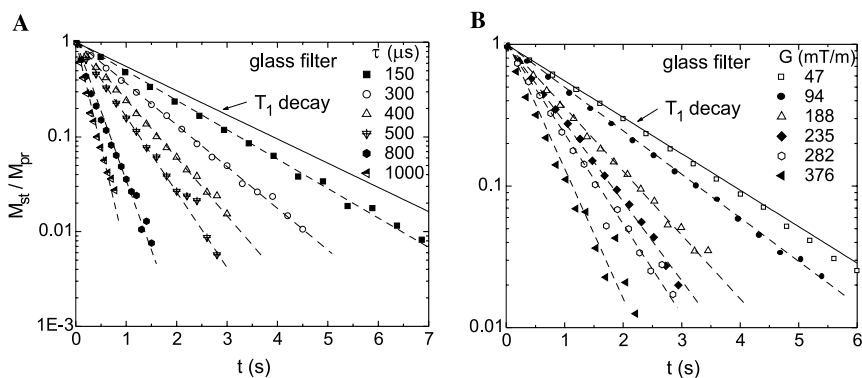 A
glass filter
τ (μs)
150
300
400
500
800
1000
T1 decay
Mst / Mpr
1
0.1
0.01
1E-3
0 1 2 3 4 5 6 7
t (s)
B
glass filter
G (mT/m)
47
94
188
235
282
376
T1 decay
1
0.1
0.01
0 1 2 3 4 5 6
t (s)